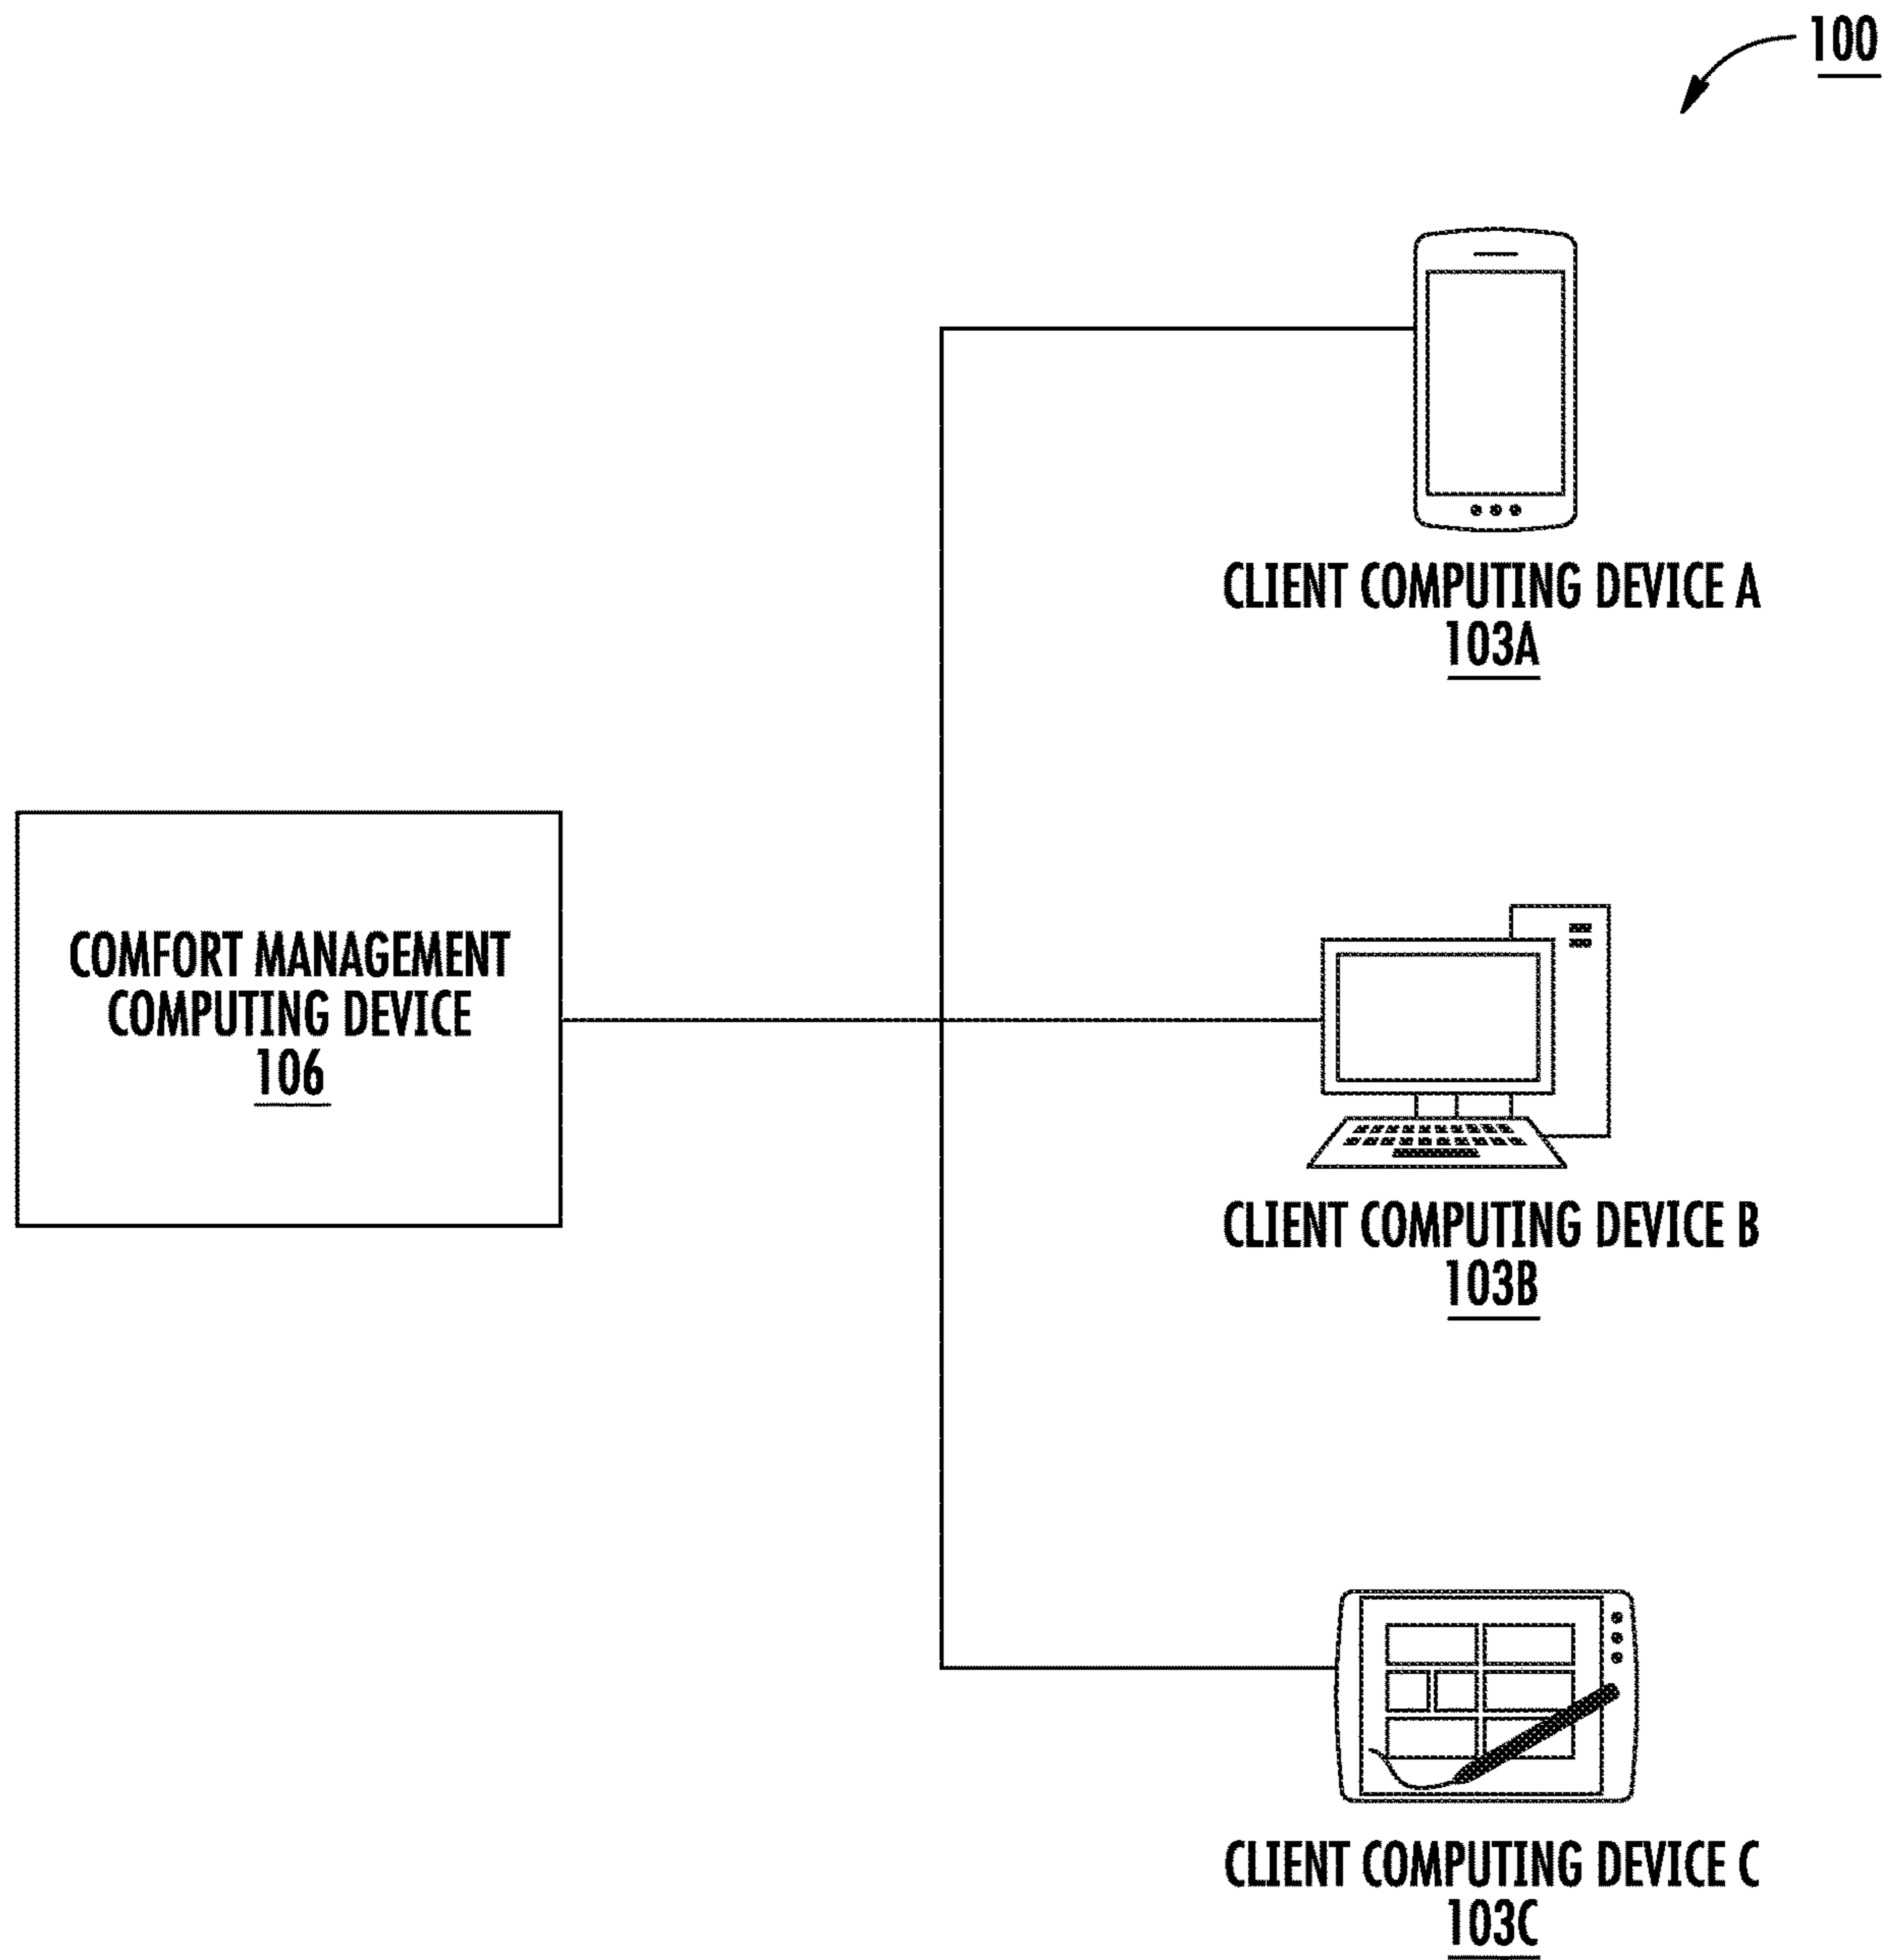 100
CLIENT COMPUTING DEVICE A
103A
COMFORT MANAGEMENT
COMPUTING DEVICE
106
CLIENT COMPUTING DEVICE B
103B
CLIENT COMPUTING DEVICE C
103C